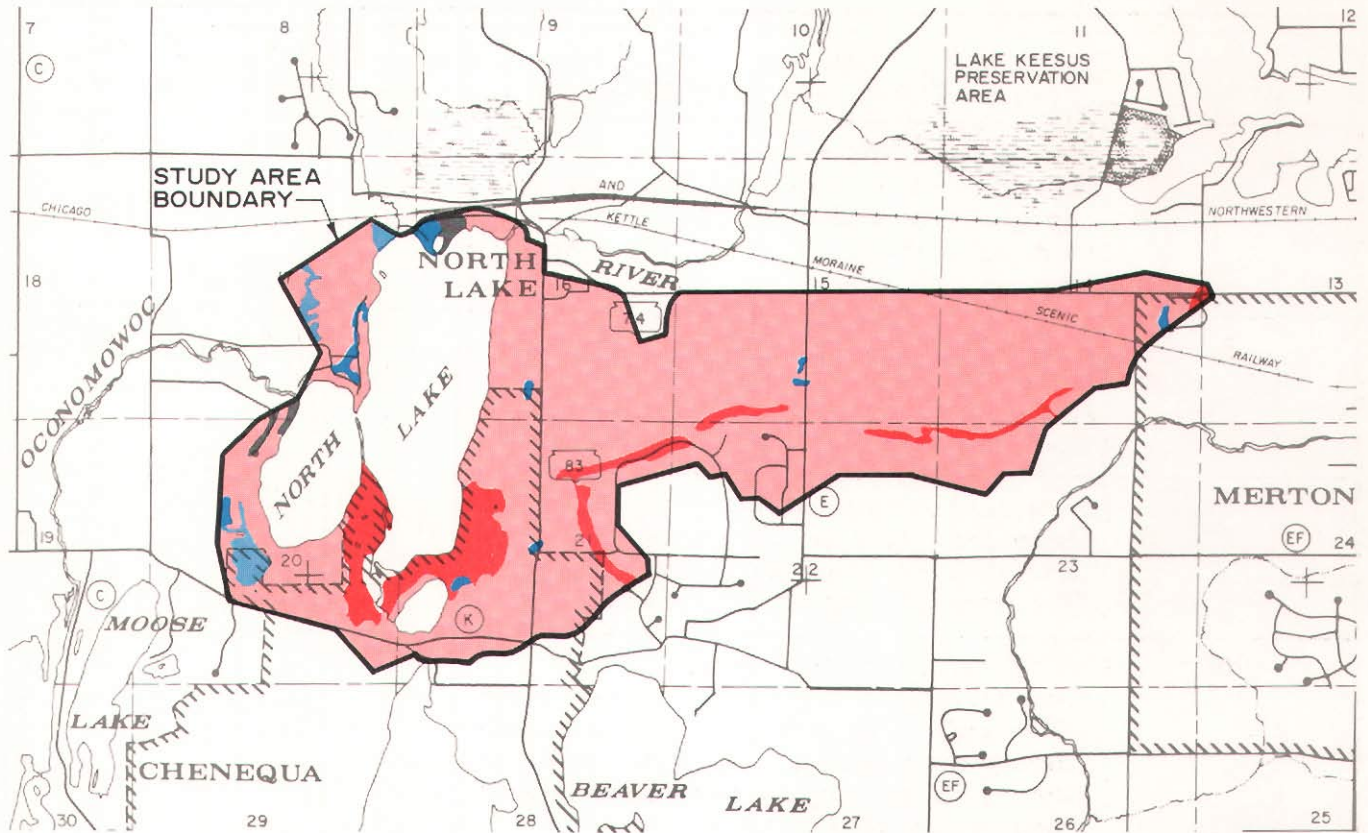 7
8
9
10
11
12
C
LAKE KEESUS
PRESERVATION
AREA
STUDY AREA
BOUNDARY
CHICAGO
AND
NORTHWESTERN
KETTLE
MORAINE
SCENIC
RAILWAY
NORTH
LAKE
RIVER
18
16
15
14
13
74
OCONOMOWOC
NORTH
LAKE
83
E
MERTON
EF
19
20
22
23
24
C
K
MOOSE
LAKE
CHENEQUA
BEAVER
LAKE
EF
30
29
28
27
26
25